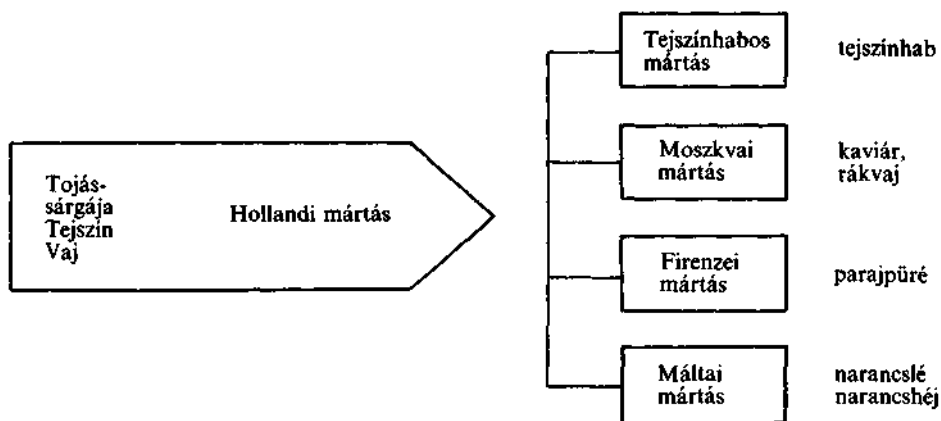 Tojás-
sárgája
Tejszín
Vaj
Hollandi mártás
Tejszínhabos
mártás
tejszínhab
Moszkvai
mártás
kaviár,
rákvaj
Firenzei
mártás
parajpüré
Máltai
mártás
narancslé
narancshéj